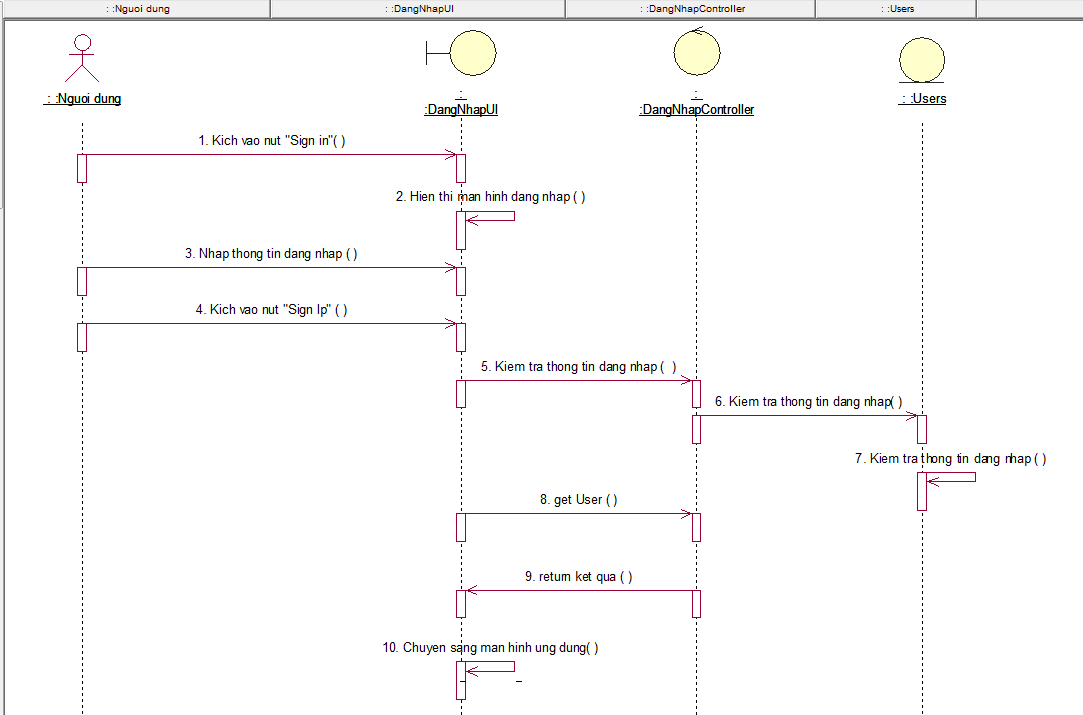 : :Nguoi dung
: :DangNhapUI
: :DangNhapController
: :Users
: :Nguoi dung
:
:DangNhapUI
:
:DangNhapController
: :Users
1. Kich vao nut "Sign in"( )
2. Hien thi man hinh dang nhap ( )
3. Nhap thong tin dang nhap ( )
4. Kich vao nut "Sign Ip" ( )
5. Kiem tra thong tin dang nhap ( )
6. Kiem tra thong tin dang nhap( )
7. Kiem tra thong tin dang nhap ( )
8. get User ( )
9. return ket qua ( )
10. Chuyen sang man hinh ung dung( )